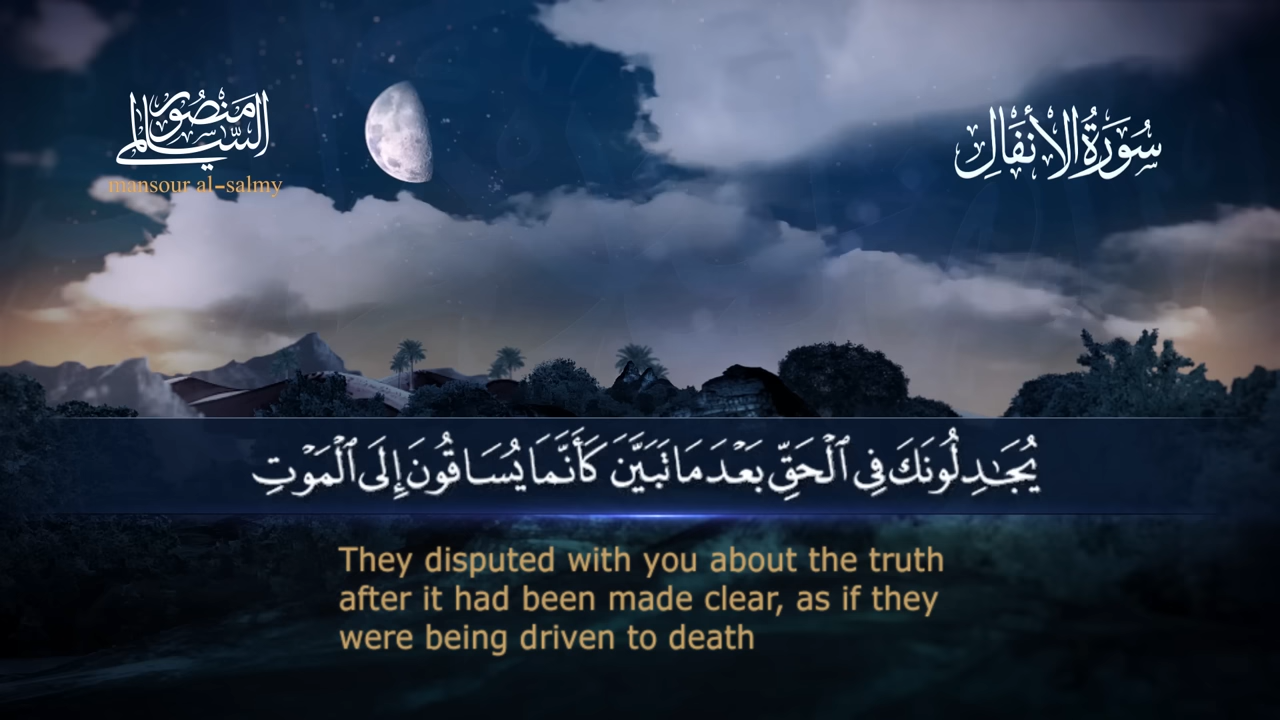 منصور السالمي
mansour al-salmy
سُورَةُ الأَنفَالِ
يُجَـٰدِلُونَكَ فِى ٱلْحَقِّ بَعْدَ مَا تَبَيَّنَ كَأَنَّمَا يُسَاقُونَ إِلَى ٱلْمَوْتِ
They disputed with you about the truth
after it had been made clear, as if they
were being driven to death